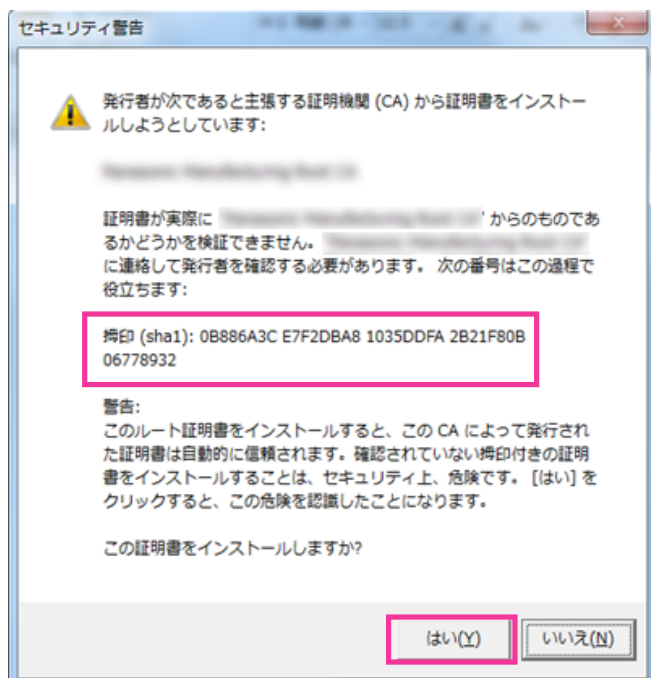 セキュリティ警告
発行者が次であると主張する証明機関 (CA) から証明書をインストー
ルしようとしています:
証明書が実際に ' からのものであ
るかどうかを検証できません。
に連絡して発行者を確認する必要があります。 次の番号はこの過程で
役立ちます:
拇印 (sha1): 0B886A3C E7F2DBA8 1035DDFA 2B21F80B
06778932
警告:
このルート証明書をインストールすると、この CA によって発行され
た証明書は自動的に信頼されます。確認されていない拇印付きの証明
書をインストールすることは、セキュリティ上、危険です。 [はい] を
クリックすると、この危険を認識したことになります。
この証明書をインストールしますか?
はい(Y)
いいえ(N)